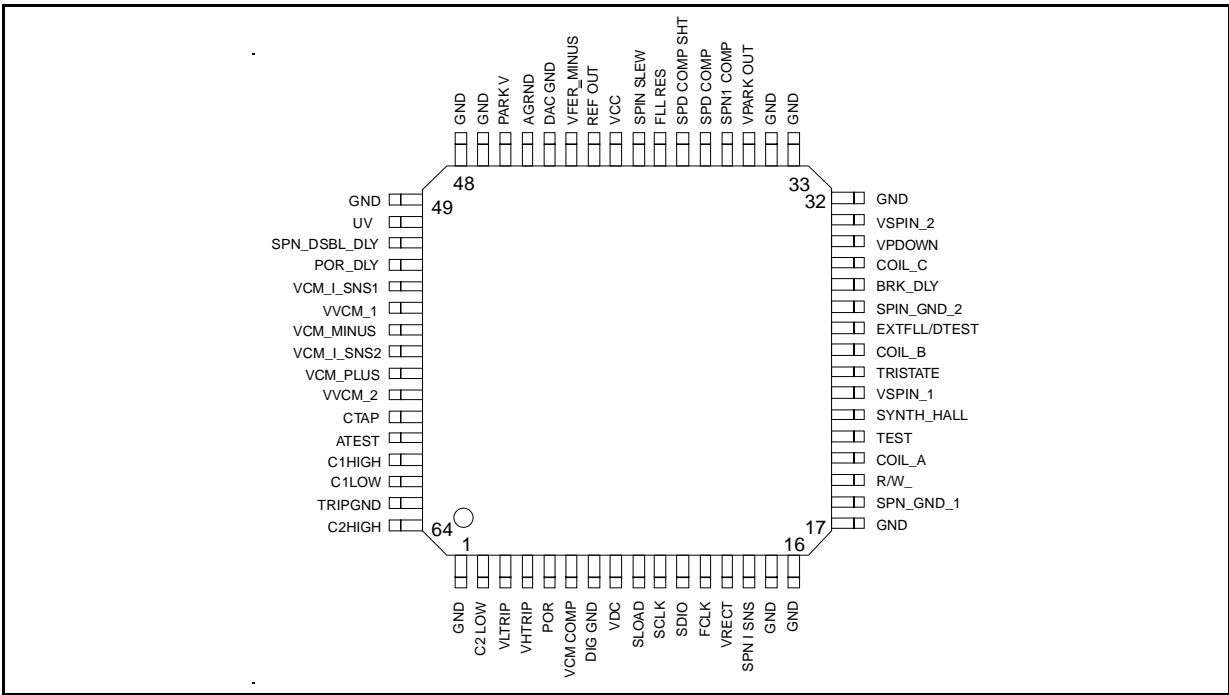 GND
GND
PARK V
AGRND
DAC GND
VFER_MINUS
REF OUT
VCC
SPIN SLEW
FLL RES
SPD COMP SHT
SPD COMP
SPN1 COMP
VPARK OUT
GND
GND
48
33
49
32
GND
UV
SPN_DSBL_DLY
POR_DLY
VCM_I_SNS1
VVCM_1
VCM_MINUS
VCM_I_SNS2
VCM_PLUS
VVCM_2
CTAP
ATEST
C1HIGH
C1LOW
TRIPGND
C2HIGH
GND
VSPIN_2
VPDOWN
COIL_C
BRK_DLY
SPIN_GND_2
EXTFLL/DTEST
COIL_B
TRISTATE
VSPIN_1
SYNTH_HALL
TEST
COIL_A
R/W_
SPN_GND_1
GND
64
17
1
16
GND
C2 LOW
VLTRIP
VHTRIP
POR
VCM COMP
DIG GND
VDC
SLOAD
SCLK
SDIO
FCLK
VRECT
SPN I SNS
GND
GND